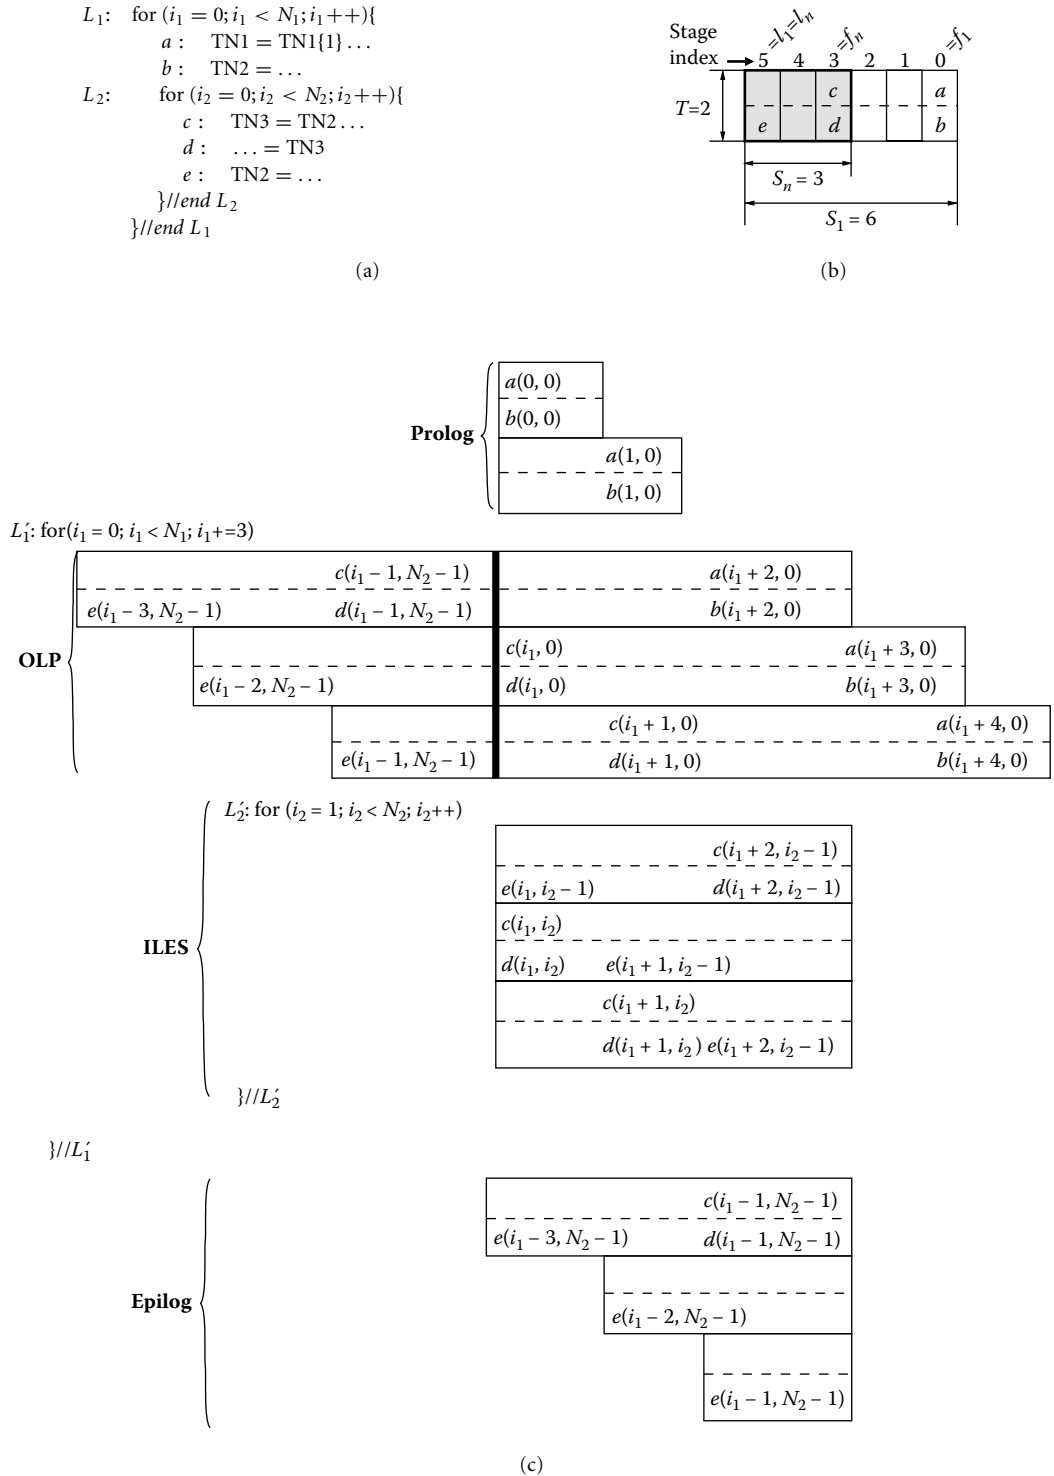 L₁: for (i₁ = 0; i₁ < N₁; i₁++){
a : TN1 = TN1{1} . . .
b : TN2 = . . .
L₂: for (i₂ = 0; i₂ < N₂; i₂++){
c : TN3 = TN2 . . .
d : . . . = TN3
e : TN2 = . . .
}//end L₂
}//end L₁
(a)
Stage index
=l₁=lₙ
=fₙ
=f₁
5 4 3 2 1 0
T=2
c a
e d b
Sₙ = 3
S₁ = 6
(b)
Prolog
a(0, 0)
b(0, 0)
a(1, 0)
b(1, 0)
L₁′: for(i₁ = 0; i₁ < N₁; i₁+=3)
OLP
c(i₁ – 1, N₂ – 1) a(i₁ + 2, 0)
e(i₁ – 3, N₂ – 1) d(i₁ – 1, N₂ – 1) b(i₁ + 2, 0)
c(i₁, 0) a(i₁ + 3, 0)
e(i₁ – 2, N₂ – 1) d(i₁, 0) b(i₁ + 3, 0)
c(i₁ + 1, 0) a(i₁ + 4, 0)
e(i₁ – 1, N₂ – 1) d(i₁ + 1, 0) b(i₁ + 4, 0)
L₂′: for (i₂ = 1; i₂ < N₂; i₂++)
ILES
c(i₁ + 2, i₂ – 1)
e(i₁, i₂ – 1) d(i₁ + 2, i₂ – 1)
c(i₁, i₂)
d(i₁, i₂) e(i₁ + 1, i₂ – 1)
c(i₁ + 1, i₂)
d(i₁ + 1, i₂) e(i₁ + 2, i₂ – 1)
}//L₂′
}//L₁′
Epilog
c(i₁ – 1, N₂ – 1)
e(i₁ – 3, N₂ – 1) d(i₁ – 1, N₂ – 1)
e(i₁ – 2, N₂ – 1)
e(i₁ – 1, N₂ – 1)
(c)